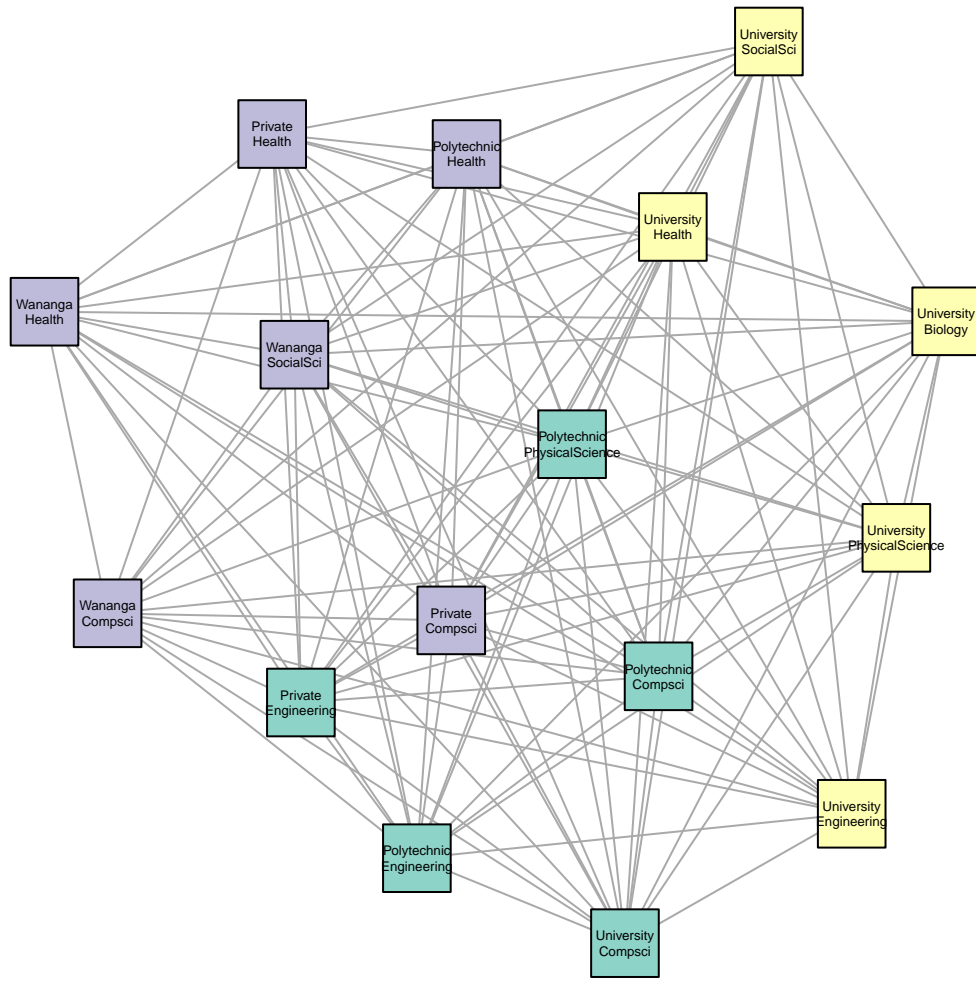 University
SocialSci
Private
Health
Polytechnic
Health
University
Health
Wananga
Health
University
Biology
Wananga
SocialSci
Polytechnic
PhysicalScience
University
PhysicalScience
Wananga
Compsci
Private
Compsci
Polytechnic
Compsci
Private
Engineering
University
Engineering
Polytechnic
Engineering
University
Compsci